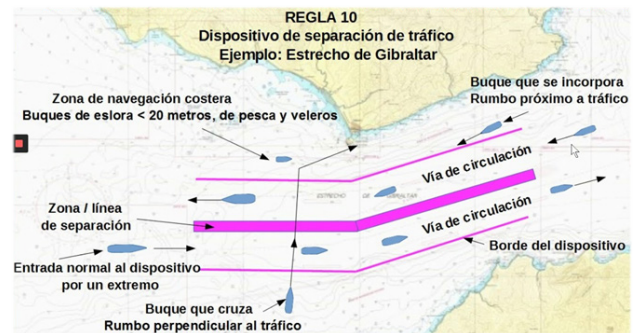 REGLA 10
Dispositivo de separación de tráfico
Ejemplo: Estrecho de Gibraltar
Buque que se incorpora
Rumbo próximo a tráfico
Zona de navegación costera
Buques de eslora < 20 metros, de pesca y veleros
Vía de circulación
ESTRECHO DE GIBRALTAR
Zona / línea
de separación
Vía de circulación
Borde del dispositivo
Entrada normal al dispositivo
por un extremo
Buque que cruza
Rumbo perpendicular al tráfico